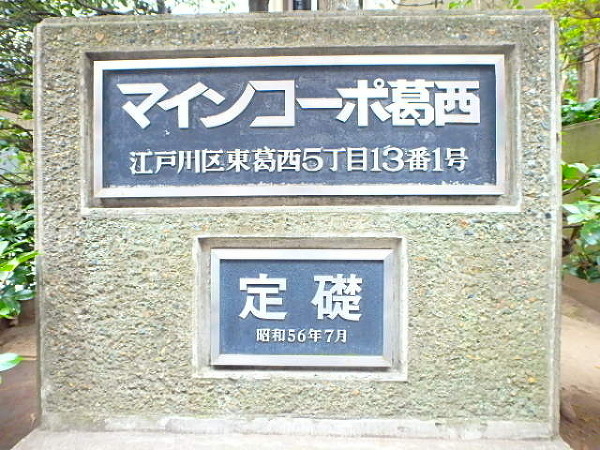 マインコーポ葛西
江戸川区東葛西5丁目13番1号
定礎
昭和56年7月